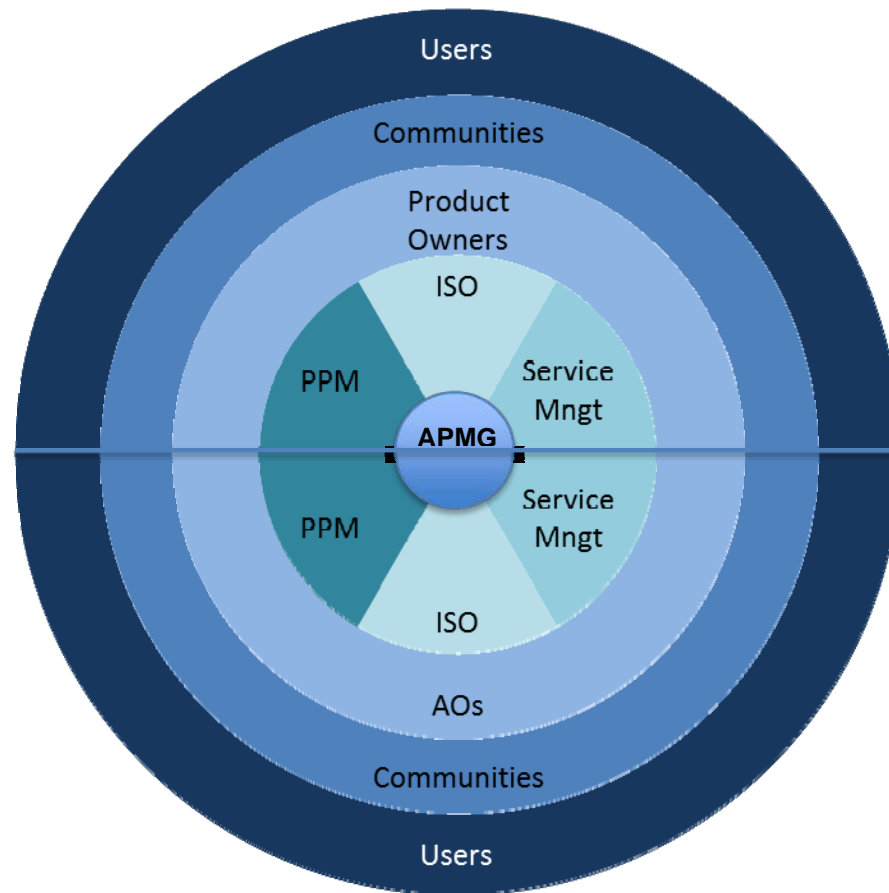 Users
Communities
Product
Owners
ISO
PPM
Service
Mngt
APMG
PPM
Service
Mngt
ISO
AOs
Communities
Users